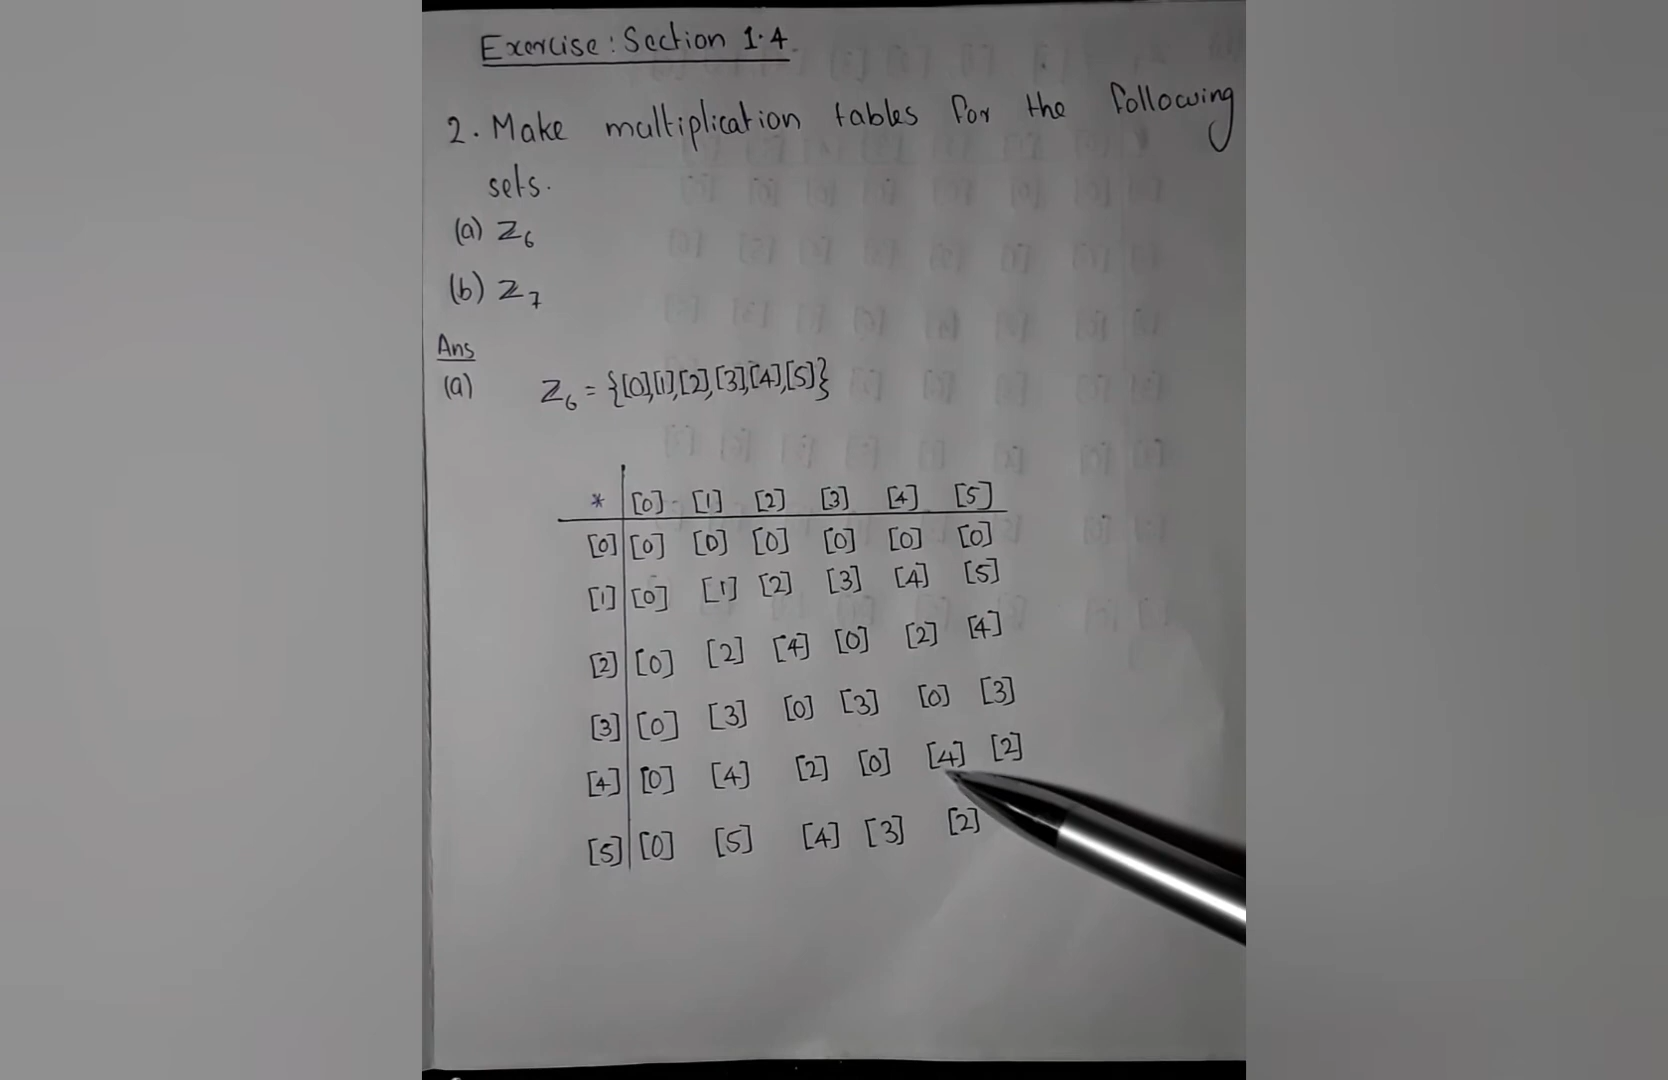 Exercise: Section 1.4
2. Make multiplication tables for the following
sets.
(a) Z₆
(b) Z₇
Ans
(a) Z₆ = {[0],[1],[2],[3],[4],[5]}
* [0] [1] [2] [3] [4] [5]
[0] [0] [0] [0] [0] [0] [0]
[1] [0] [1] [2] [3] [4] [5]
[2] [0] [2] [4] [0] [2] [4]
[3] [0] [3] [0] [3] [0] [3]
[4] [0] [4] [2] [0] [4] [2]
[5] [0] [5] [4] [3] [2]